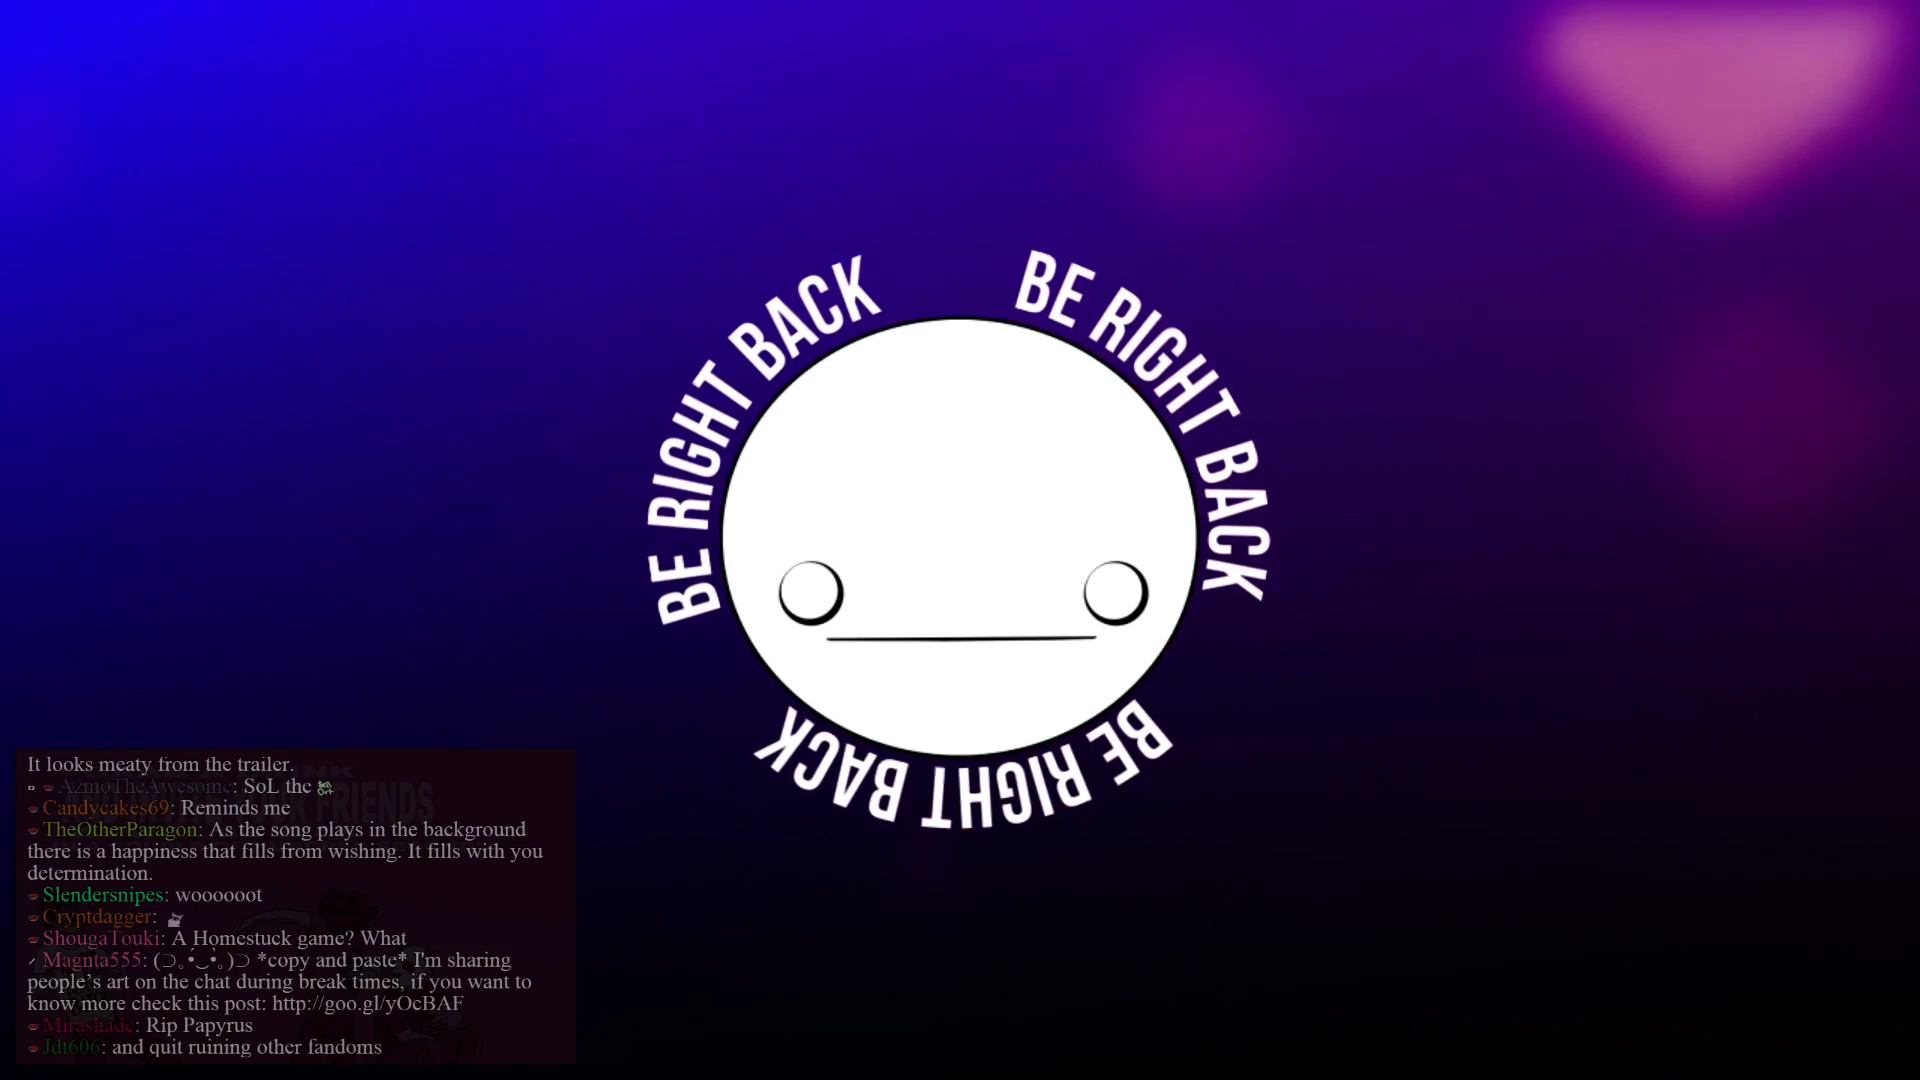 BE RIGHT BACK
BE RIGHT BACK
BE RIGHT BACK
It looks meaty from the trailer.
AzmoTheAwesome: SoL the
Candycakes69: Reminds me
TheOtherParagon: As the song plays in the background
there is a happiness that fills from wishing. It fills with you
determination.
Slendersnipes: woooooot
Cryptdagger:
ShougaTouki: A Homestuck game? What
Magnta555: (⊃｡•́‿•̀｡)⊃ *copy and paste* I'm sharing
people's art on the chat during break times, if you want to
know more check this post: http://goo.gl/yOcBAF
Mirashade: Rip Papyrus
Jdt606: and quit ruining other fandoms
FRIENDS